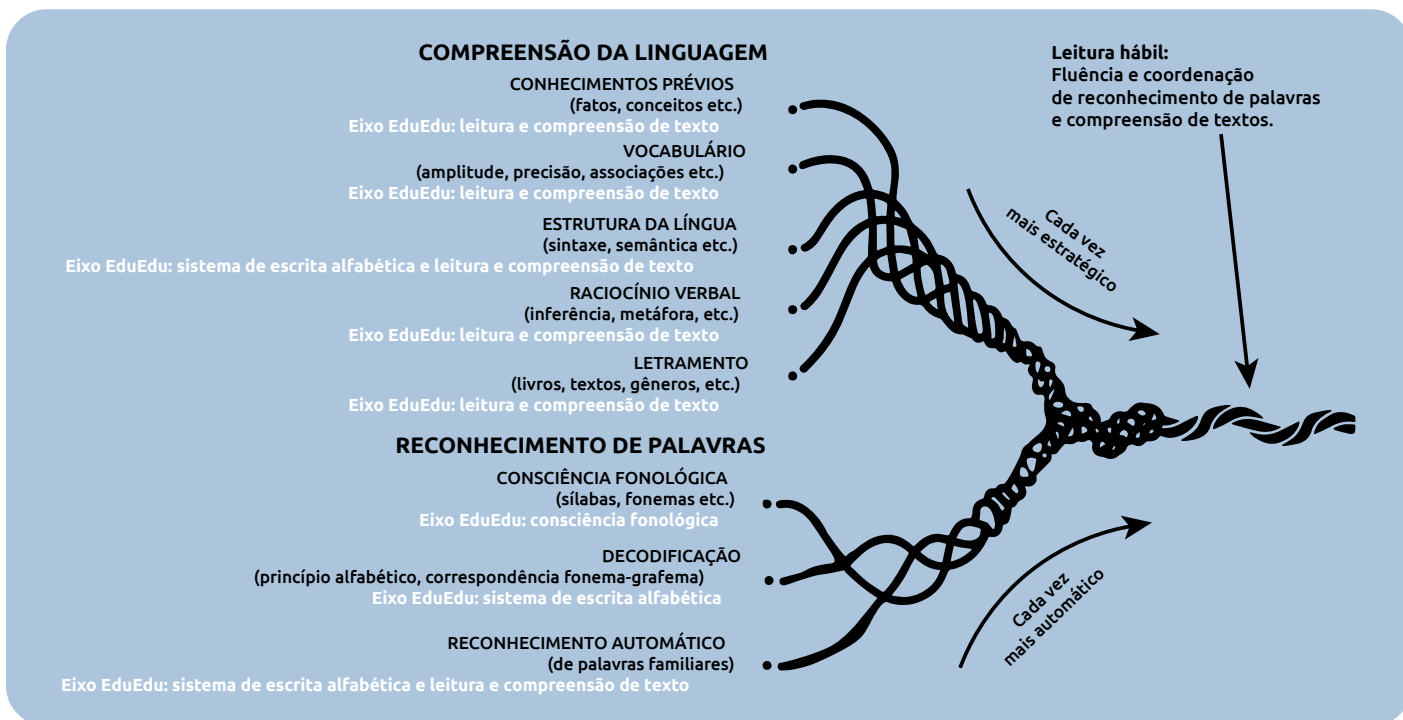 COMPREENSÃO DA LINGUAGEM
CONHECIMENTOS PRÉVIOS
(fatos, conceitos etc.)
Eixo EduEdu: leitura e compreensão de texto
VOCABULÁRIO
(amplitude, precisão, associações etc.)
Eixo EduEdu: leitura e compreensão de texto
ESTRUTURA DA LÍNGUA
(sintaxe, semântica etc.)
Eixo EduEdu: sistema de escrita alfabética e leitura e compreensão de texto
RACIOCÍNIO VERBAL
(inferência, metáfora, etc.)
Eixo EduEdu: leitura e compreensão de texto
LETRAMENTO
(livros, textos, gêneros, etc.)
Eixo EduEdu: leitura e compreensão de texto
RECONHECIMENTO DE PALAVRAS
CONSCIÊNCIA FONOLÓGICA
(sílabas, fonemas etc.)
Eixo EduEdu: consciência fonológica
DECODIFICAÇÃO
(princípio alfabético, correspondência fonema-grafema)
Eixo EduEdu: sistema de escrita alfabética
RECONHECIMENTO AUTOMÁTICO
(de palavras familiares)
Eixo EduEdu: sistema de escrita alfabética e leitura e compreensão de texto
Cada vez
mais estratégico
Cada vez
mais automático
Leitura hábil:
Fluência e coordenação
de reconhecimento de palavras
e compreensão de textos.